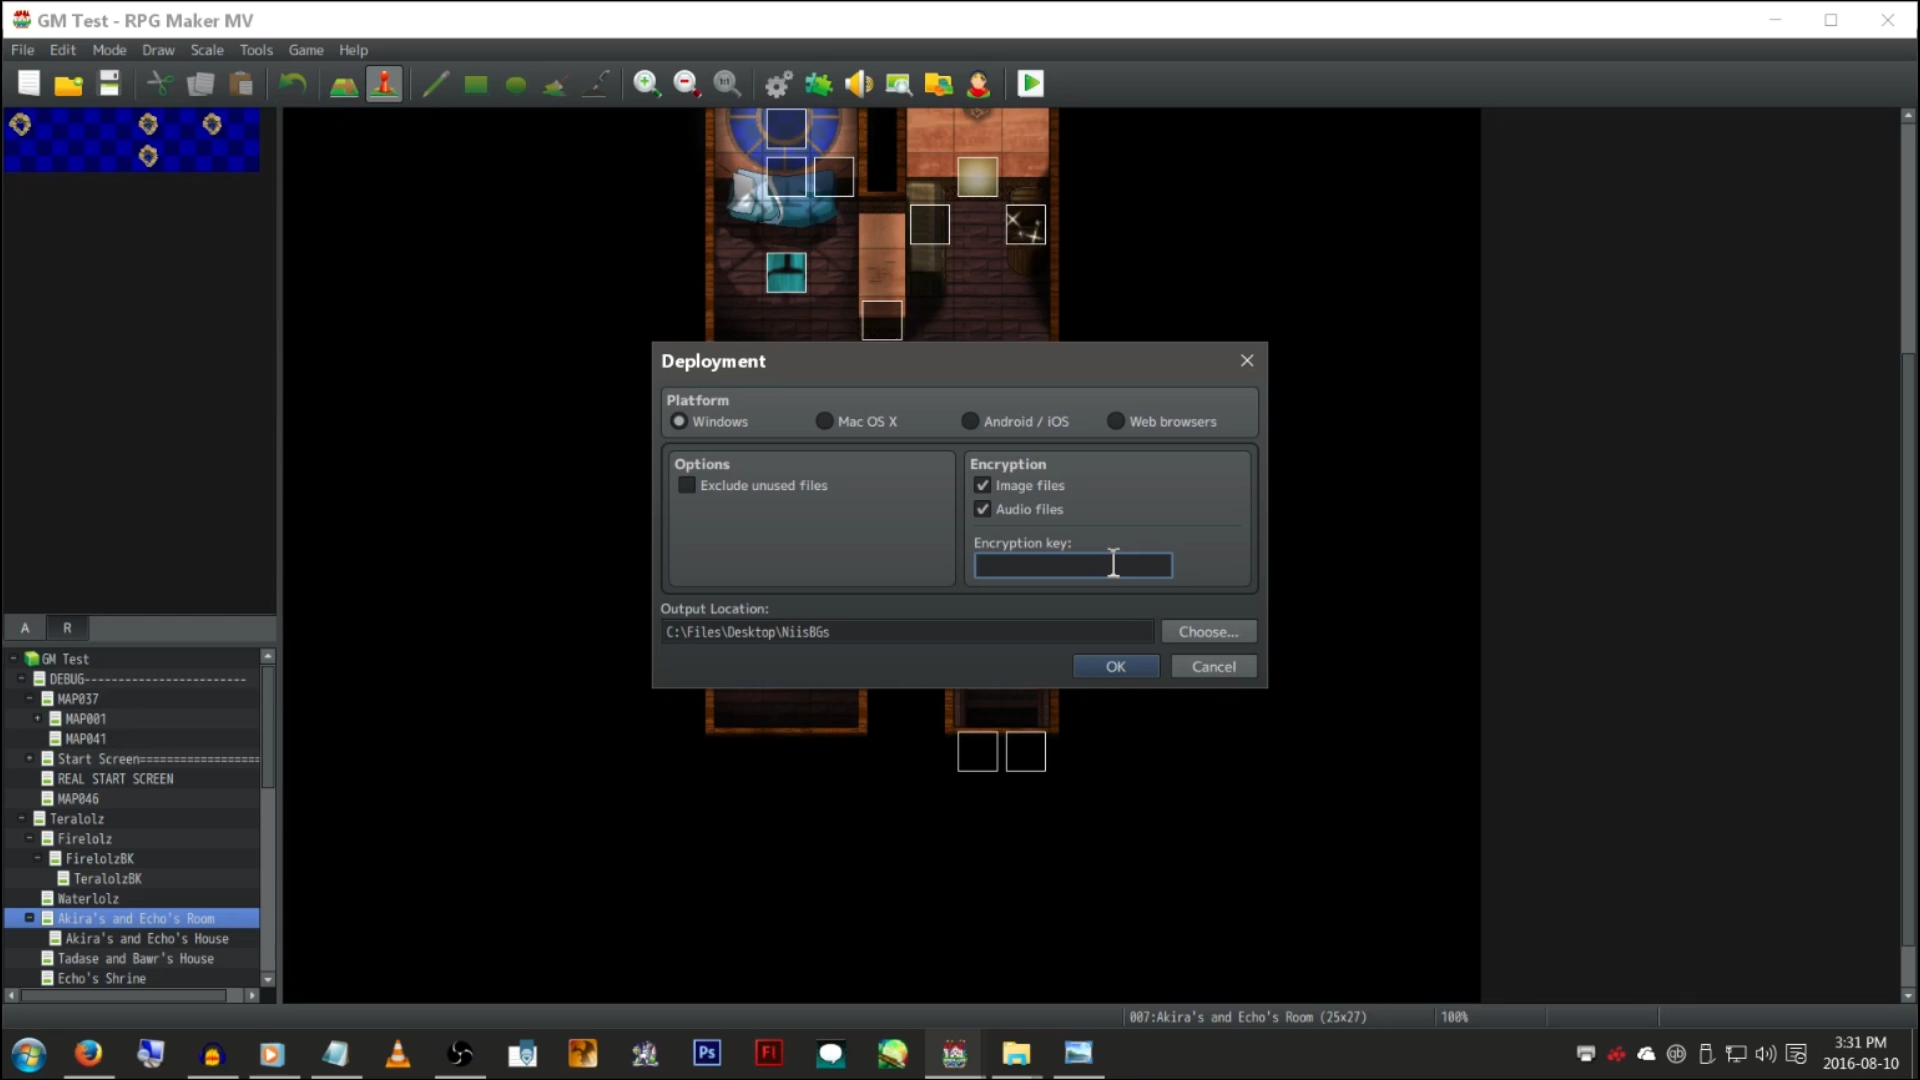 GM Test - RPG Maker MV
File Edit Mode Draw Scale Tools Game Help
1:1
Deployment
Platform
Windows Mac OS X Android / iOS Web browsers
Options
Exclude unused files
Encryption
Image files
Audio files
Encryption key:
Output Location:
C:\Files\Desktop\NiisBGs Choose...
OK Cancel
A R
GM Test
DEBUG-----------------------
MAP037
MAP001
MAP041
Start Screen==================
REAL START SCREEN
MAP046
Teralolz
Firelolz
FirelolzBK
TeralolzBK
Waterlolz
Akira's and Echo's Room
Akira's and Echo's House
Tadase and Bawr's House
Echo's Shrine
007:Akira's and Echo's Room (25x27) 100%
Ps Fl
3:31 PM
2016-08-10